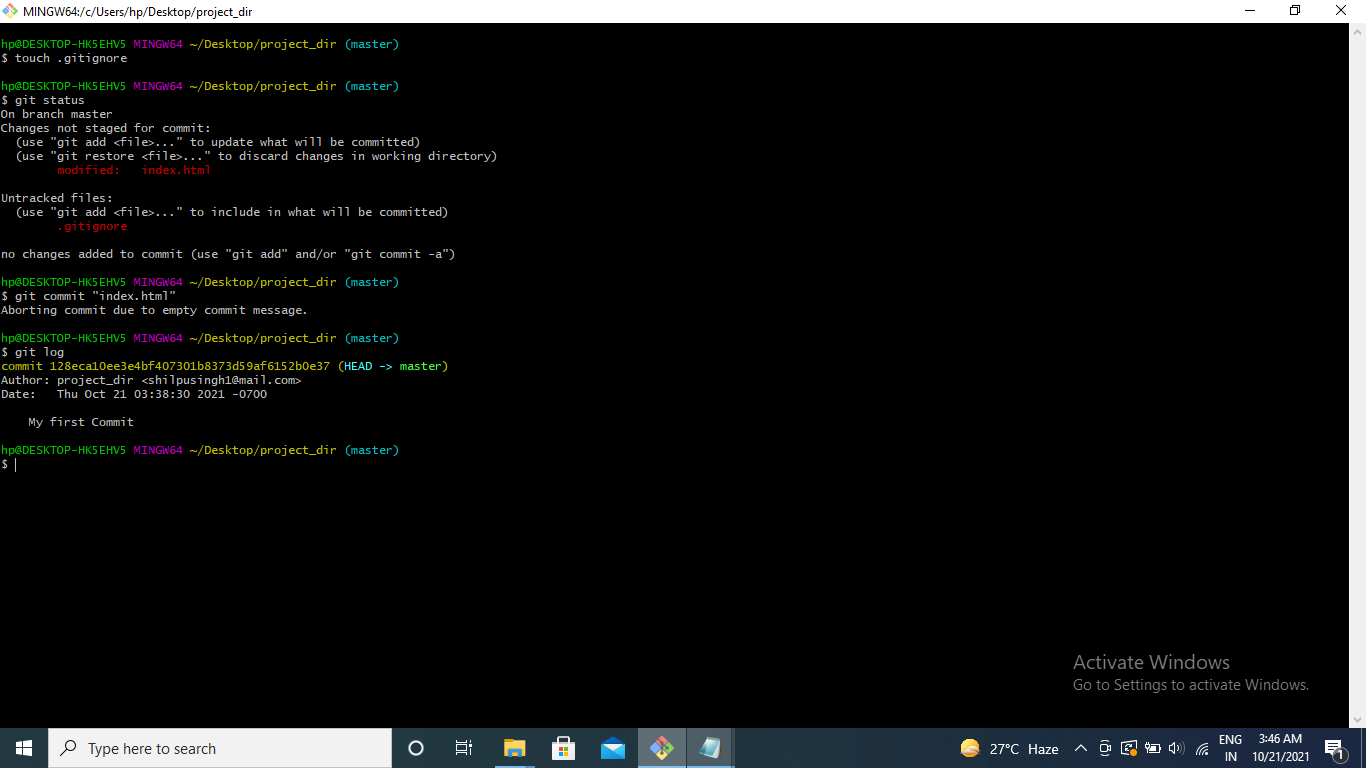 MINGW64:/c/Users/hp/Desktop/project_dir
hp@DESKTOP-HK5EHV5 MINGW64 ~/Desktop/project_dir (master)
$ touch .gitignore
hp@DESKTOP-HK5EHV5 MINGW64 ~/Desktop/project_dir (master)
$ git status
On branch master
Changes not staged for commit:
  (use "git add <file>..." to update what will be committed)
  (use "git restore <file>..." to discard changes in working directory)
        modified:   index.html
Untracked files:
  (use "git add <file>..." to include in what will be committed)
        .gitignore
no changes added to commit (use "git add" and/or "git commit -a")
hp@DESKTOP-HK5EHV5 MINGW64 ~/Desktop/project_dir (master)
$ git commit "index.html"
Aborting commit due to empty commit message.
hp@DESKTOP-HK5EHV5 MINGW64 ~/Desktop/project_dir (master)
$ git log
commit 128eca10ee3e4bf407301b8373d59af6152b0e37 (HEAD -> master)
Author: project_dir <shilpusingh1@mail.com>
Date:   Thu Oct 21 03:38:30 2021 -0700
    My first Commit
hp@DESKTOP-HK5EHV5 MINGW64 ~/Desktop/project_dir (master)
$
Activate Windows
Go to Settings to activate Windows.
Type here to search
27°C Haze
ENG
IN
3:46 AM
10/21/2021
1